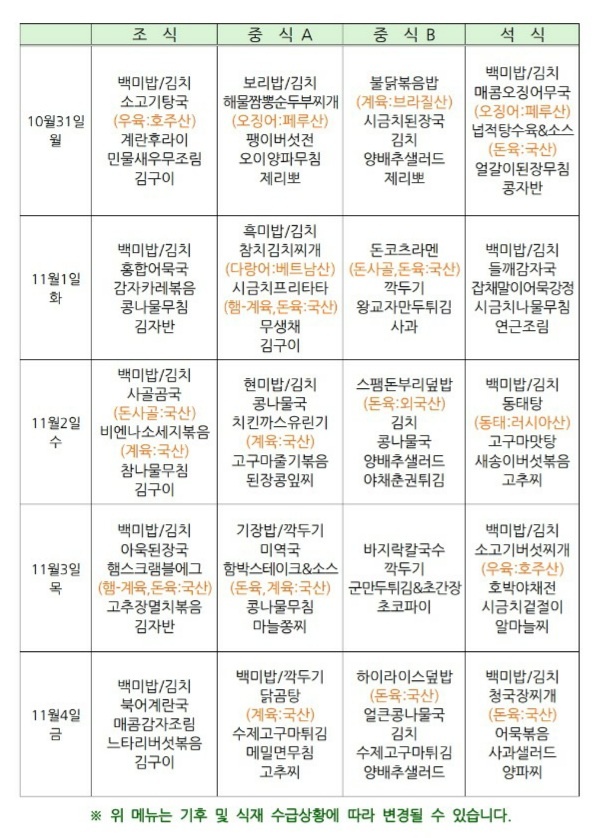 조 식
중 식 A
중 식 B
석 식
10월31일
월
백미밥/김치
소고기탕국
(우육:호주산)
계란후라이
민물새우무조림
김구이
보리밥/김치
해물짬뽕순두부찌개
(오징어:페루산)
팽이버섯전
오이양파무침
제리뽀
불닭볶음밥
(계육:브라질산)
시금치된장국
김치
양배추샐러드
제리뽀
백미밥/김치
매콤오징어무국
(오징어:페루산)
넙적탕수육&소스
(돈육:국산)
얼갈이된장무침
콩자반
11월1일
화
백미밥/김치
홍합어묵국
감자카레볶음
콩나물무침
김자반
흑미밥/김치
참치김치찌개
(다랑어:베트남산)
시금치프리타타
(햄-계육,돈육:국산)
무생채
김구이
돈코츠라멘
(돈사골,돈육:국산)
깍두기
왕교자만두튀김
사과
백미밥/김치
들깨감자국
잡채말이어묵강정
시금치나물무침
연근조림
11월2일
수
백미밥/김치
사골곰국
(돈사골:국산)
비엔나소세지볶음
(계육:국산)
참나물무침
김구이
현미밥/김치
콩나물국
치킨까스유린기
(계육:국산)
고구마줄기볶음
된장콩잎찌
스팸돈부리덮밥
(돈육:외국산)
김치
콩나물국
양배추샐러드
야채춘권튀김
백미밥/김치
동태탕
(동태:러시아산)
고구마맛탕
새송이버섯볶음
고추찌
11월3일
목
백미밥/김치
아욱된장국
햄스크램블에그
(햄-계육,돈육:국산)
고추장멸치볶음
김자반
기장밥/깍두기
미역국
함박스테이크&소스
(돈육,계육:국산)
콩나물무침
마늘쫑찌
바지락칼국수
깍두기
군만두튀김&초간장
초코파이
백미밥/김치
소고기버섯찌개
(우육:호주산)
호박야채전
시금치겉절이
알마늘찌
11월4일
금
백미밥/김치
북어계란국
매콤감자조림
느타리버섯볶음
김구이
백미밥/깍두기
닭곰탕
(계육:국산)
수제고구마튀김
메밀면무침
고추찌
하이라이스덮밥
(돈육:국산)
얼큰콩나물국
김치
수제고구마튀김
양배추샐러드
백미밥/김치
청국장찌개
(돈육:국산)
어묵볶음
사과샐러드
양파찌
※ 위 메뉴는 기후 및 식재 수급상황에 따라 변경될 수 있습니다.